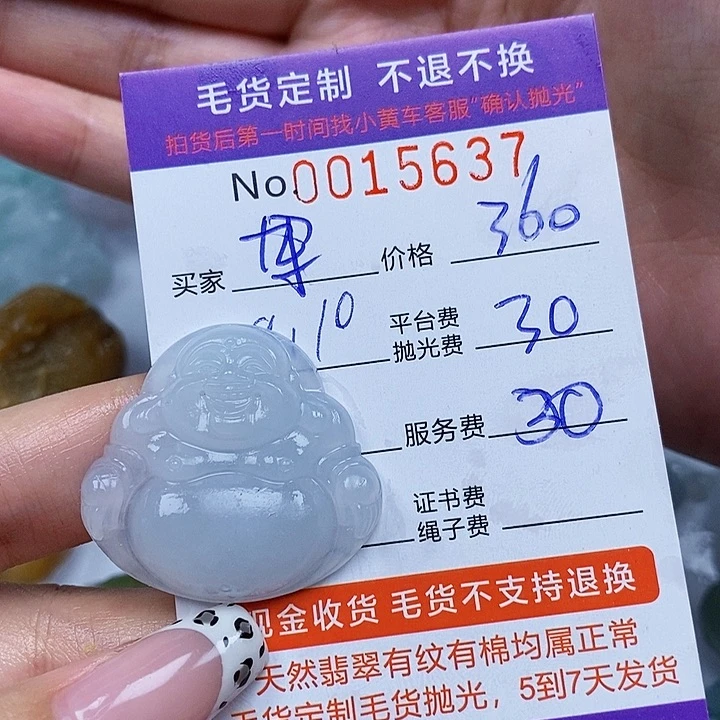 毛货定制 不退不换
拍货后第一时间找小黄车客服"确认抛光"
No.0015637
买家 价格 360
平台费
抛光费 30
服务费 30
证书费
绳子费
现金收货 毛货不支持退换
天然翡翠有纹有棉均属正常
毛货定制毛货抛光，5到7天发货